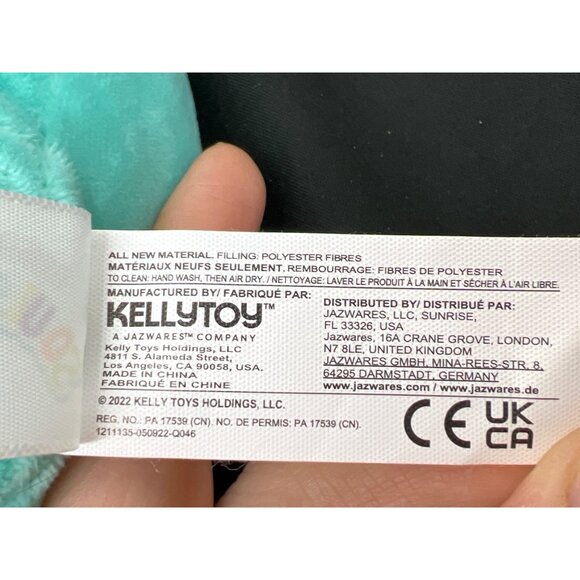 ALL NEW MATERIAL. FILLING: POLYESTER FIBRES
MATÉRIAUX NEUFS SEULEMENT. REMBOURRAGE: FIBRES DE POLYESTER
TO CLEAN: HAND WASH, THEN AIR DRY. / NETTOYAGE: LAVER LE PRODUIT À LA MAIN ET SÉCHER À L'AIR LIBRE.
MANUFACTURED BY/ FABRIQUÉ PAR:
KELLYTOY™
A JAZWARES™ COMPANY
Kelly Toys Holdings, LLC
4811 S. Alameda Street,
Los Angeles, CA 90058, USA
MADE IN CHINA
FABRIQUÉ EN CHINE
DISTRIBUTED BY/ DISTRIBUÉ PAR:
JAZWARES, LLC, SUNRISE,
FL 33326, USA
Jazwares, 16A CRANE GROVE, LONDON,
N7 8LE, UNITED KINGDOM
JAZWARES GMBH, MINA-REES-STR. 8,
64295 DARMSTADT, GERMANY
www.jazwares.com / www.jazwares.de
© 2022 KELLY TOYS HOLDINGS, LLC.
REG. NO.: PA 17539 (CN). NO. DE PERMIS: PA 17539 (CN).
1211135-050922-Q046
CE UK
CA